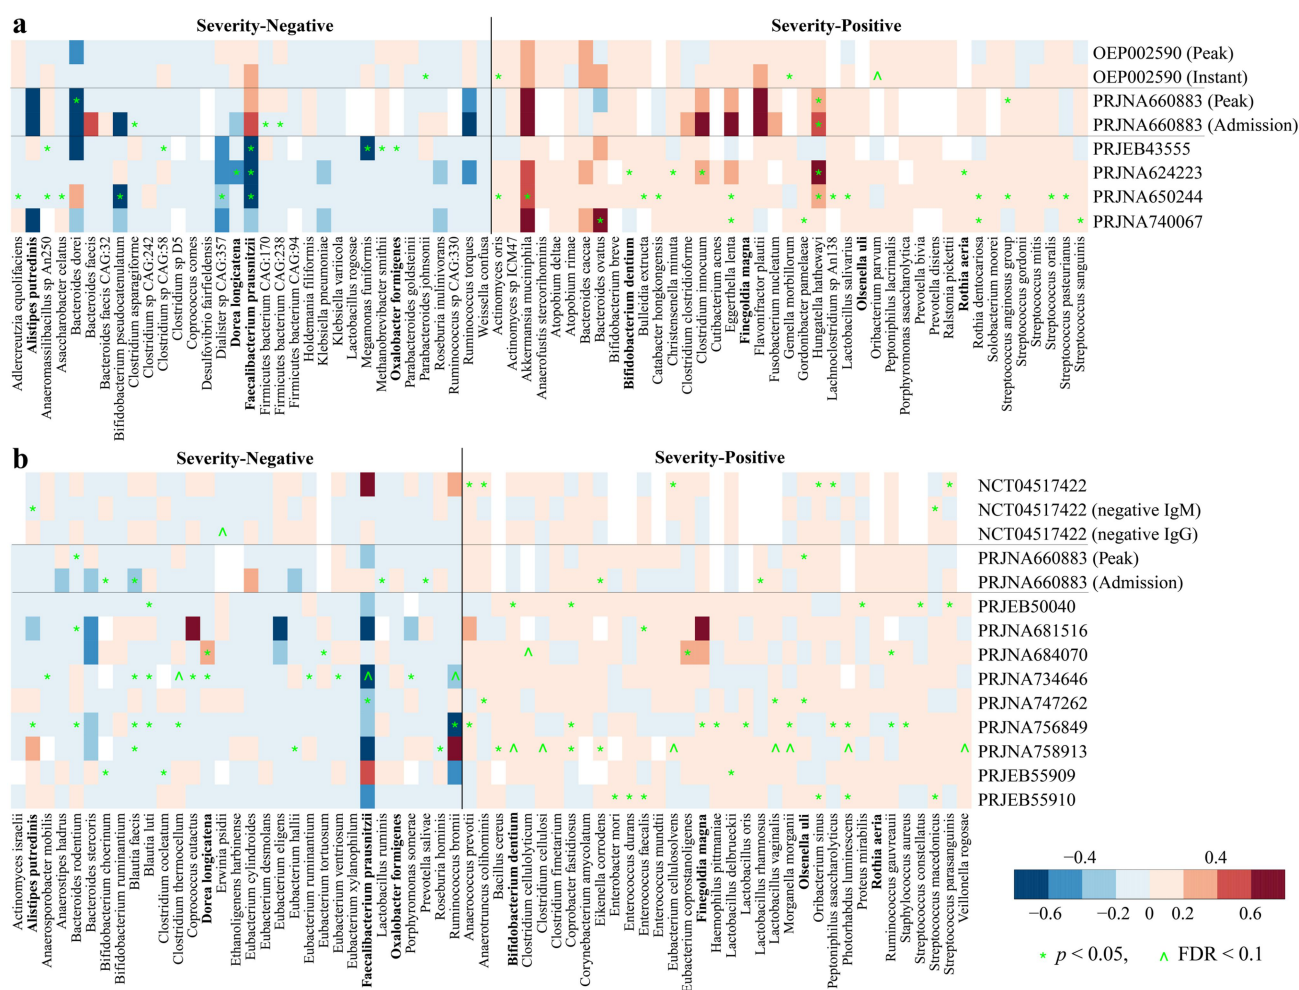 a
Severity-Negative
Severity-Positive
OEP002590 (Peak)
OEP002590 (Instant)
PRJNA660883 (Peak)
PRJNA660883 (Admission)
PRJEB43555
PRJNA624223
PRJNA650244
PRJNA740067
Adlercreutzia equolifaciens
Alistipes putredinis
Anaeromassilibacillus sp An250
Asaccharobacter celatus
Bacteroides dorei
Bacteroides faecis
Bacteroides faecis CAG:32
Bifidobacterium pseudocatenulatum
Clostridium asparagiforme
Clostridium sp CAG:242
Clostridium sp CAG:58
Clostridium sp D5
Coprococcus comes
Desulfovibrio fairfieldensis
Dialister sp CAG:357
Dorea longicatena
Faecalibacterium prausnitzii
Firmicutes bacterium CAG:170
Firmicutes bacterium CAG:238
Firmicutes bacterium CAG:94
Holdemania filiformis
Klebsiella pneumoniae
Klebsiella variicola
Lactobacillus rogosae
Megamonas funiformis
Methanobrevibacter smithii
Oxalobacter formigenes
Parabacteroides goldsteinii
Parabacteroides johnsonii
Roseburia inulinivorans
Ruminococcus sp CAG:330
Ruminococcus torques
Weissella confusa
Actinomyces oris
Actinomyces sp ICM47
Akkermansia muciniphila
Anaerofustis stercorihominis
Atopobium deltae
Atopobium rimae
Bacteroides caccae
Bacteroides ovatus
Bifidobacterium breve
Bifidobacterium dentium
Bulleidia extructa
Catabacter hongkongensis
Christensenella minuta
Clostridium clostridioforme
Clostridium innocuum
Cutibacterium acnes
Eggerthella lenta
Finegoldia magna
Flavonifractor plautii
Fusobacterium nucleatum
Gemella morbillorum
Gordonibacter pamelaeae
Hungatella hathewayi
Lachnoclostridium sp An138
Lactobacillus salivarius
Olsenella uli
Oribacterium parvum
Peptoniphilus lacrimalis
Porphyromonas asaccharolytica
Prevotella bivia
Prevotella disiens
Ralstonia pickettii
Rothia aeria
Rothia dentocariosa
Solobacterium moorei
Streptococcus anginosus group
Streptococcus gordonii
Streptococcus mitis
Streptococcus oralis
Streptococcus pasteurianus
Streptococcus sanguinis
b
Severity-Negative
Severity-Positive
NCT04517422
NCT04517422 (negative IgM)
NCT04517422 (negative IgG)
PRJNA660883 (Peak)
PRJNA660883 (Admission)
PRJEB50040
PRJNA681516
PRJNA684070
PRJNA734646
PRJNA747262
PRJNA756849
PRJNA758913
PRJEB55909
PRJEB55910
Actinomyces israelii
Alistipes putredinis
Anaerosporobacter mobilis
Anaerostipes hadrus
Bacteroides rodentium
Bacteroides stercoris
Bifidobacterium choerinum
Bifidobacterium ruminantium
Blautia faecis
Blautia luti
Clostridium cocleatum
Clostridium thermocellum
Coprococcus eutactus
Dorea longicatena
Erwinia psidii
Ethanoligenens harbinense
Eubacterium cylindroides
Eubacterium desmolans
Eubacterium eligens
Eubacterium hallii
Eubacterium ruminantium
Eubacterium tortuosum
Eubacterium ventriosum
Eubacterium xylanophilum
Faecalibacterium prausnitzii
Lactobacillus ruminis
Oxalobacter formigenes
Porphyromonas somerae
Prevotella salivae
Roseburia hominis
Ruminococcus bromii
Anaerococcus prevotii
Anaerotruncus colihominis
Bacillus cereus
Bifidobacterium dentium
Clostridium cellulolyticum
Clostridium cellulosi
Clostridium fimetarium
Coprobacter fastidiosus
Corynebacterium amycolatum
Eikenella corrodens
Enterobacter mori
Enterococcus durans
Enterococcus faecalis
Enterococcus mundtii
Eubacterium cellulosolvens
Eubacterium coprostanoligenes
Finegoldia magna
Haemophilus pittmaniae
Lactobacillus delbrueckii
Lactobacillus oris
Lactobacillus rhamnosus
Lactobacillus vaginalis
Morganella morganii
Olsenella uli
Oribacterium sinus
Peptoniphilus asaccharolyticus
Photorhabdus luminescens
Proteus mirabilis
Rothia aeria
Ruminococcus gauvreauii
Staphylococcus aureus
Streptococcus constellatus
Streptococcus macedonicus
Streptococcus parasanguinis
Veillonella rogosae
−0.4 0.4
−0.6 −0.2 0 0.2 0.6
* p < 0.05, ^ FDR < 0.1